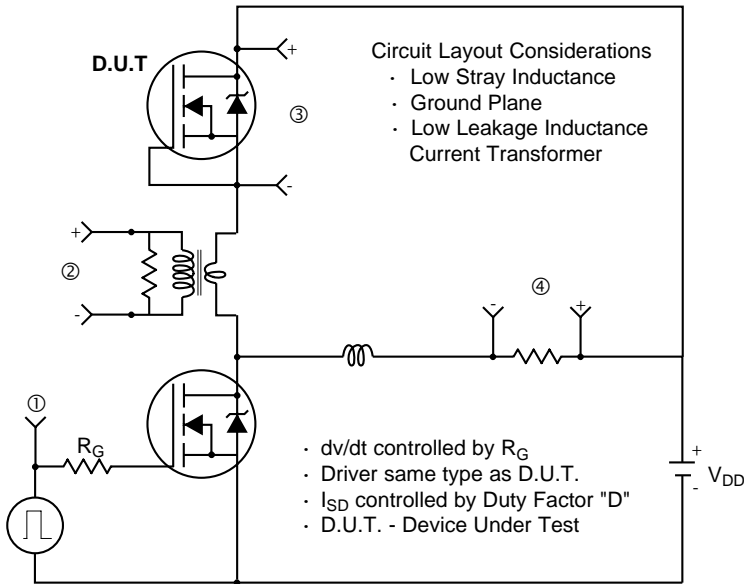 D.U.T
+
Circuit Layout Considerations
· Low Stray Inductance
· Ground Plane
· Low Leakage Inductance
Current Transformer
③
-
+
②
-
④
- +
①
R_G
· dv/dt controlled by R_G
· Driver same type as D.U.T.
· I_SD controlled by Duty Factor "D"
· D.U.T. - Device Under Test
+
V_DD
-